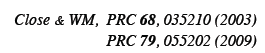 Close & WM, PRC 68, 035210 (2003)
PRC 79, 055202 (2009)